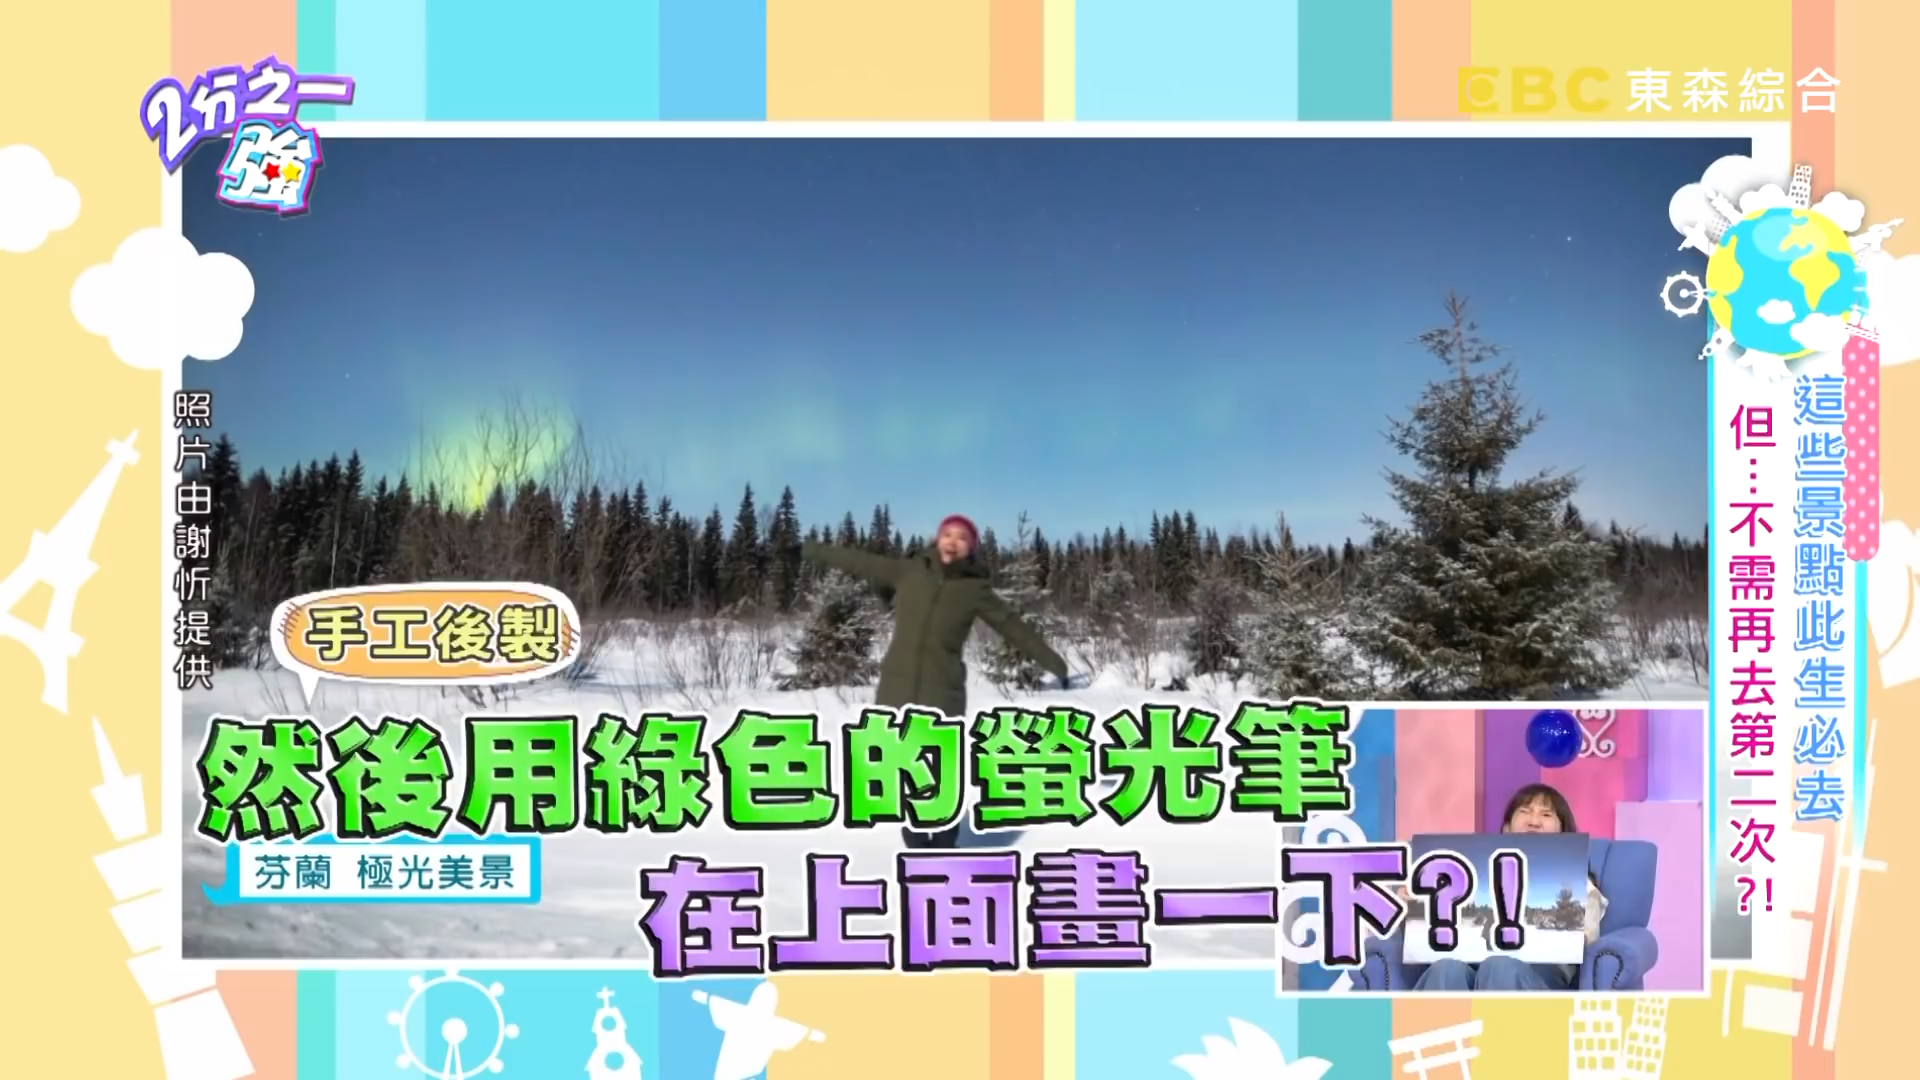 2分之一
強
EBC 東森綜合
這些景點此生必去
但…不需再去第二次?!
照片由謝忻提供
手工後製
然後用綠色的螢光筆
在上面畫一下?!
芬蘭 極光美景